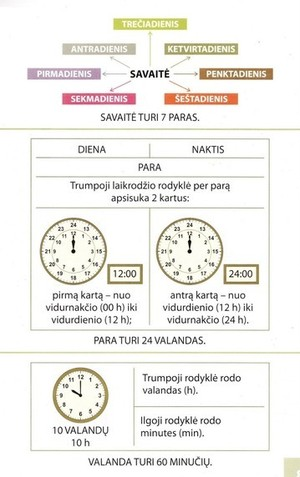 TREČIADIENIS
ANTRADIENIS
KETVIRTADIENIS
PIRMADIENIS
SAVAITĖ
PENKTADIENIS
SEKMADIENIS
ŠEŠTADIENIS
SAVAITĖ TURI 7 PARAS.
DIENA
NAKTIS
PARA
Trumpoji laikrodžio rodyklė per parą
apsisuka 2 kartus:
12:00
24:00
pirmą kartą – nuo
vidurnakčio (00 h) iki
vidurdienio (12 h);
antrą kartą – nuo
vidurdienio (12 h) iki
vidurnakčio (24 h).
PARA TURI 24 VALANDAS.
10 VALANDŲ
10 h
Trumpoji rodyklė rodo
valandas (h).
Ilgoji rodyklė rodo
minutes (min).
VALANDA TURI 60 MINUČIŲ.